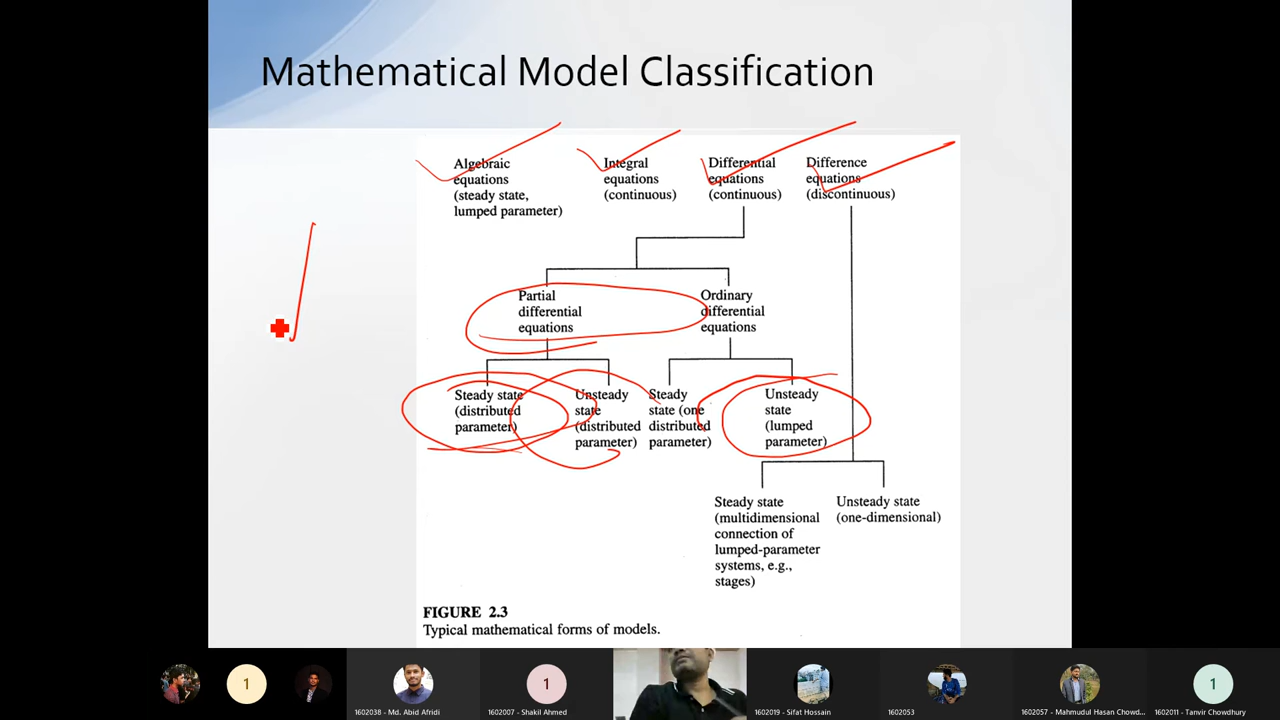 Mathematical Model Classification
Algebraic
equations
(steady state,
lumped parameter)
Integral
equations
(continuous)
Differential
equations
(continuous)
Difference
equations
(discontinuous)
Partial
differential
equations
Ordinary
differential
equations
Steady state
(distributed
parameter)
Unsteady
state
(distributed
parameter)
Steady
state (one
distributed
parameter)
Unsteady
state
(lumped
parameter)
Steady state
(multidimensional
connection of
lumped-parameter
systems, e.g.,
stages)
Unsteady state
(one-dimensional)
FIGURE 2.3
Typical mathematical forms of models.
1
1
1
1602038 - Md. Abid Afridi
1602007 - Shakil Ahmed
1602019 - Sifat Hossain
1602053
1602057 - Mahmudul Hasan Chowd...
1602011 - Tanvir Chowdhury